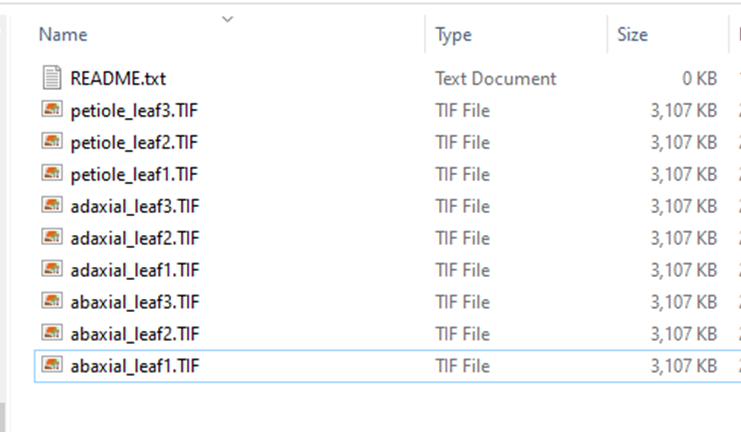 Name Type Size
README.txt Text Document 0 KB
petiole_leaf3.TIF TIF File 3,107 KB
petiole_leaf2.TIF TIF File 3,107 KB
petiole_leaf1.TIF TIF File 3,107 KB
adaxial_leaf3.TIF TIF File 3,107 KB
adaxial_leaf2.TIF TIF File 3,107 KB
adaxial_leaf1.TIF TIF File 3,107 KB
abaxial_leaf3.TIF TIF File 3,107 KB
abaxial_leaf2.TIF TIF File 3,107 KB
abaxial_leaf1.TIF TIF File 3,107 KB